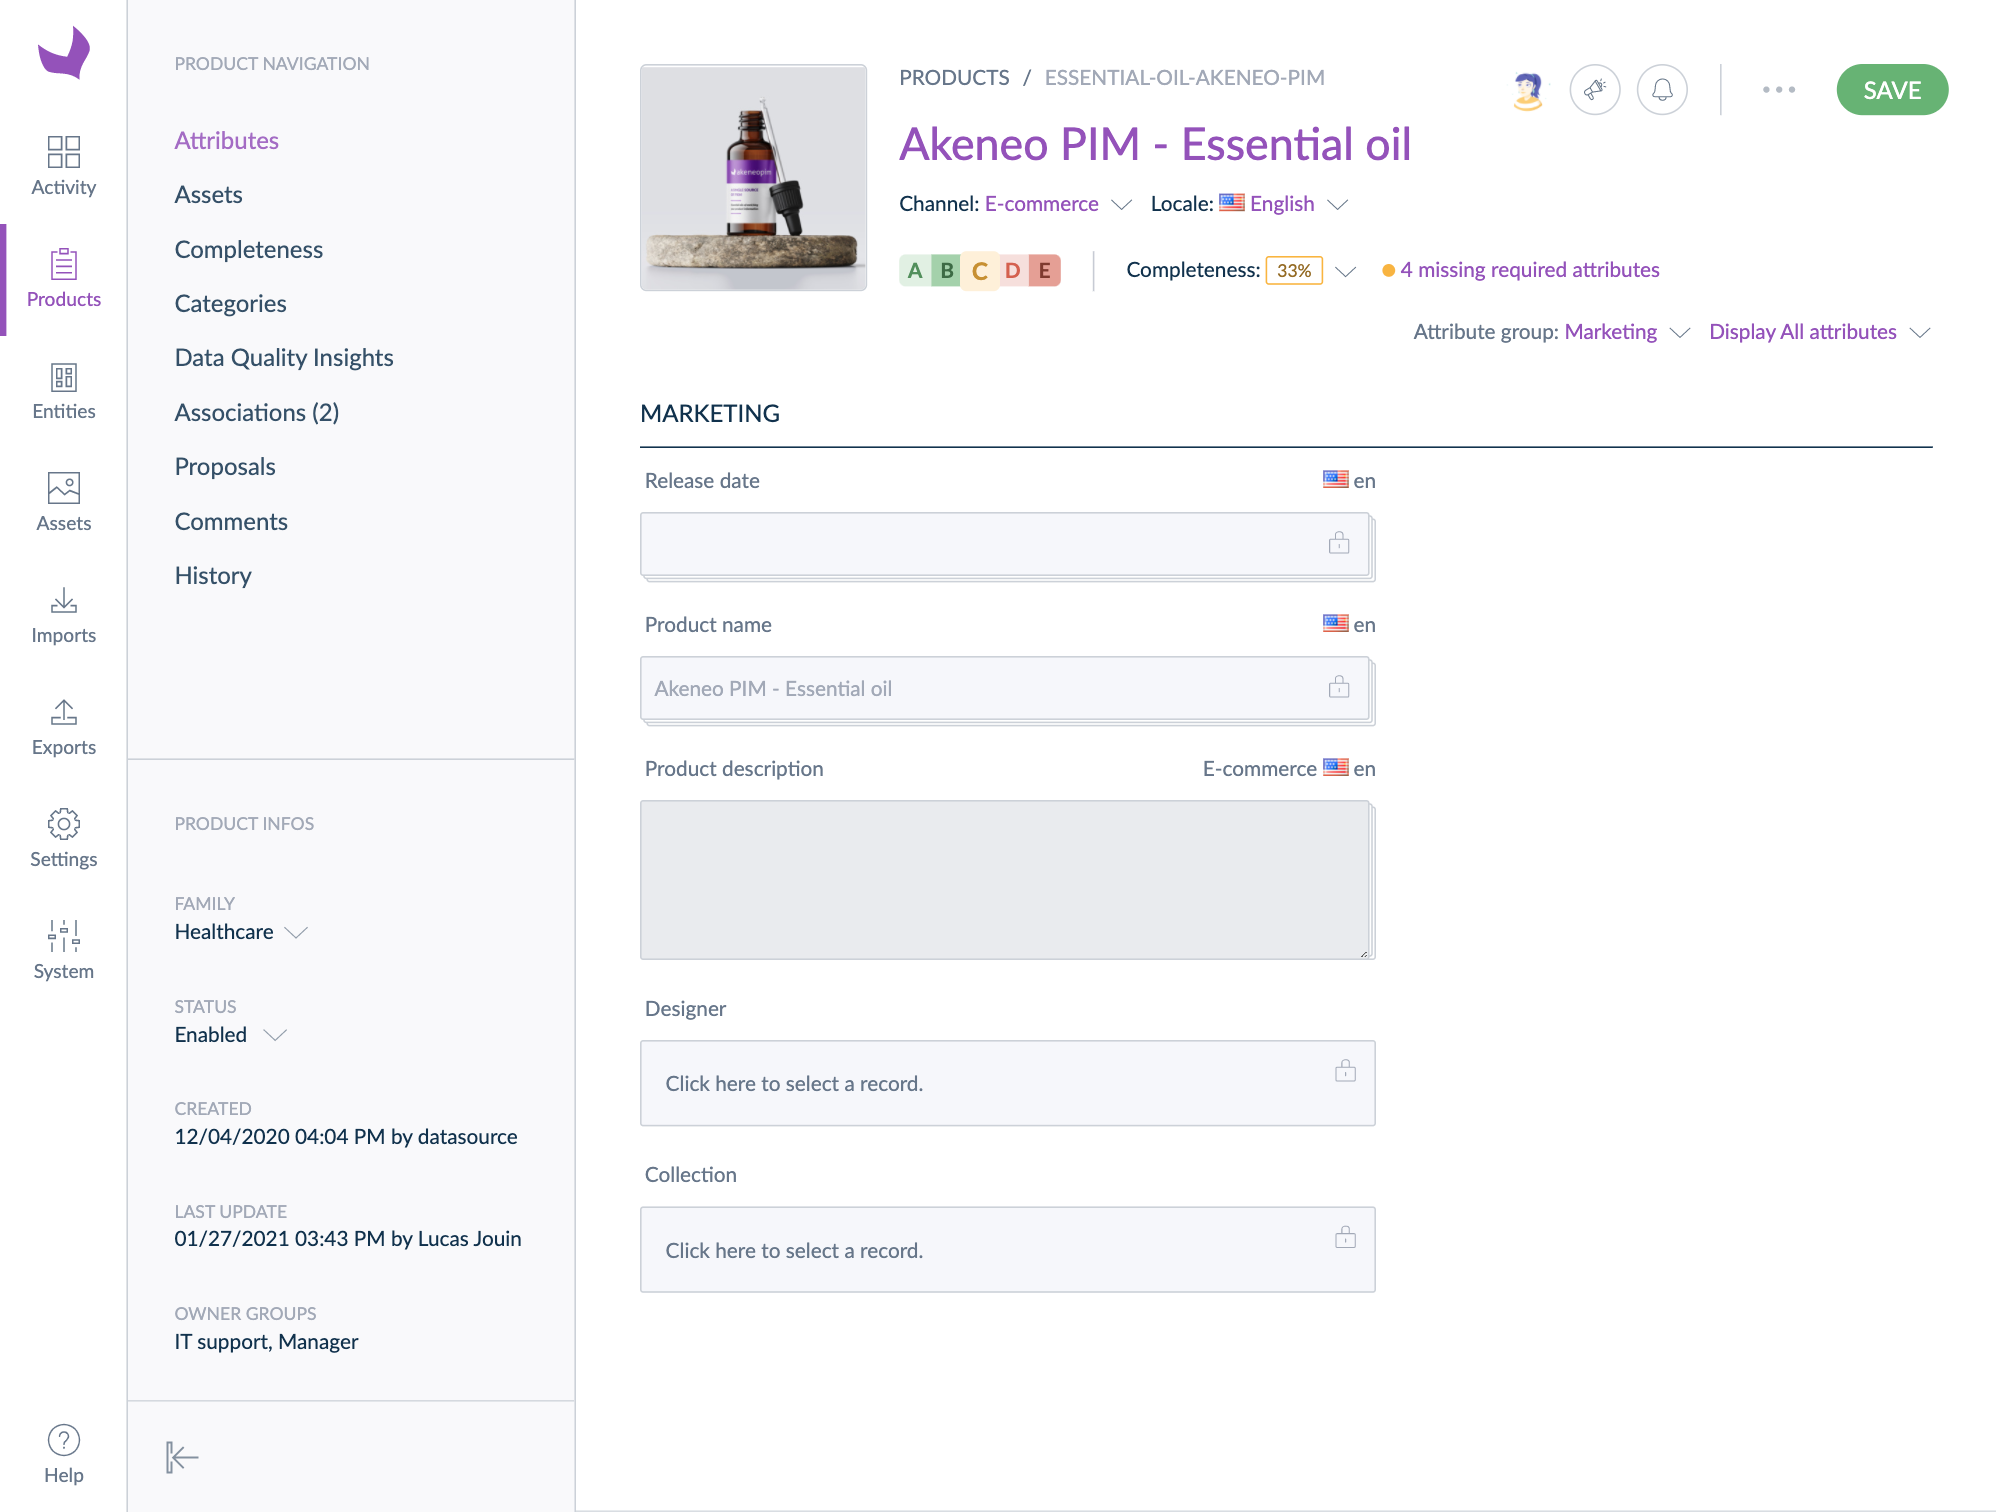 Activity
Products
Entities
Assets
Imports
Exports
Settings
System
Help
PRODUCT NAVIGATION
Attributes
Assets
Completeness
Categories
Data Quality Insights
Associations (2)
Proposals
Comments
History
PRODUCT INFOS
FAMILY
Healthcare
STATUS
Enabled
CREATED
12/04/2020 04:04 PM by datasource
LAST UPDATE
01/27/2021 03:43 PM by Lucas Jouin
OWNER GROUPS
IT support, Manager
akeneopim
PRODUCTS / ESSENTIAL-OIL-AKENEO-PIM
SAVE
Akeneo PIM - Essential oil
Channel: E-commerce Locale: English
A B C D E Completeness: 33% 4 missing required attributes
Attribute group: Marketing Display All attributes
MARKETING
Release date en
Product name en
Akeneo PIM - Essential oil
Product description E-commerce en
Designer
Click here to select a record.
Collection
Click here to select a record.